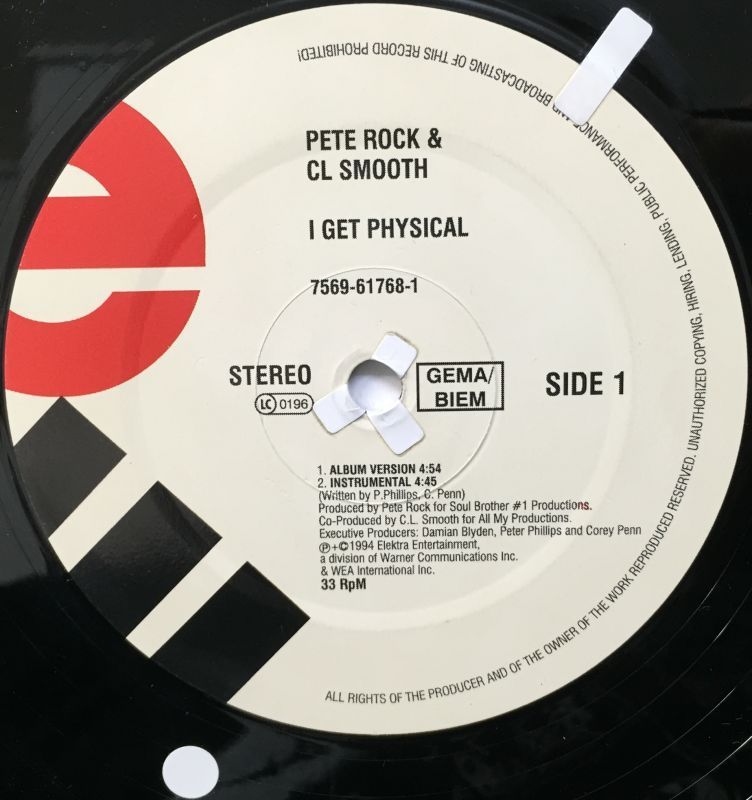 PETE ROCK &
CL SMOOTH
I GET PHYSICAL
7569-61768-1
STEREO
LC 0196
GEMA/
BIEM
SIDE 1
1. ALBUM VERSION 4:54
2. INSTRUMENTAL 4:45
(Written by P.Phillips, C. Penn)
Produced by Pete Rock for Soul Brother #1 Productions.
Co-Produced by C.L. Smooth for All My Productions.
Executive Producers: Damian Blyden, Peter Phillips and Corey Penn
℗+©1994 Elektra Entertainment,
a division of Warner Communications Inc.
& WEA International Inc.
33 RpM
ALL RIGHTS OF THE PRODUCER AND OF THE OWNER OF THE WORK REPRODUCED RESERVED. UNAUTHORIZED COPYING, HIRING, LENDING, PUBLIC PERFORMANCE AND BROADCASTING OF THIS RECORD PROHIBITED!